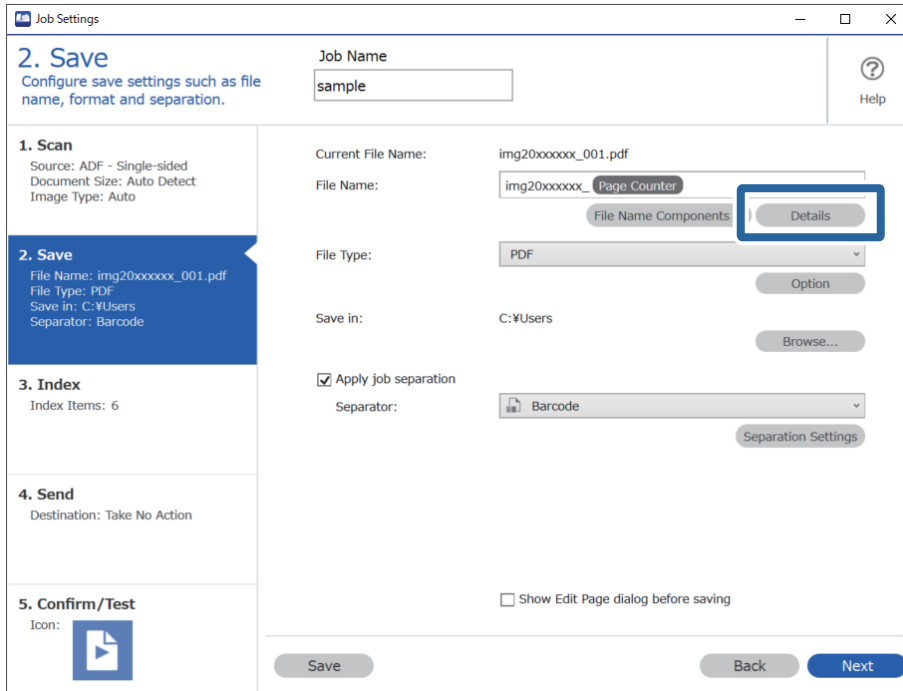 Job Settings
2. Save
Configure save settings such as file
name, format and separation.
Job Name
sample
Help
1. Scan
Source: ADF - Single-sided
Document Size: Auto Detect
Image Type: Auto
2. Save
File Name: img20xxxxxx_001.pdf
File Type: PDF
Save in: C:¥Users
Separator: Barcode
3. Index
Index Items: 6
4. Send
Destination: Take No Action
5. Confirm/Test
Icon:
Current File Name: img20xxxxxx_001.pdf
File Name: img20xxxxxx_ Page Counter
File Name Components Details
File Type: PDF
Option
Save in: C:¥Users
Browse...
Apply job separation
Separator: Barcode
Separation Settings
Show Edit Page dialog before saving
Save Back Next